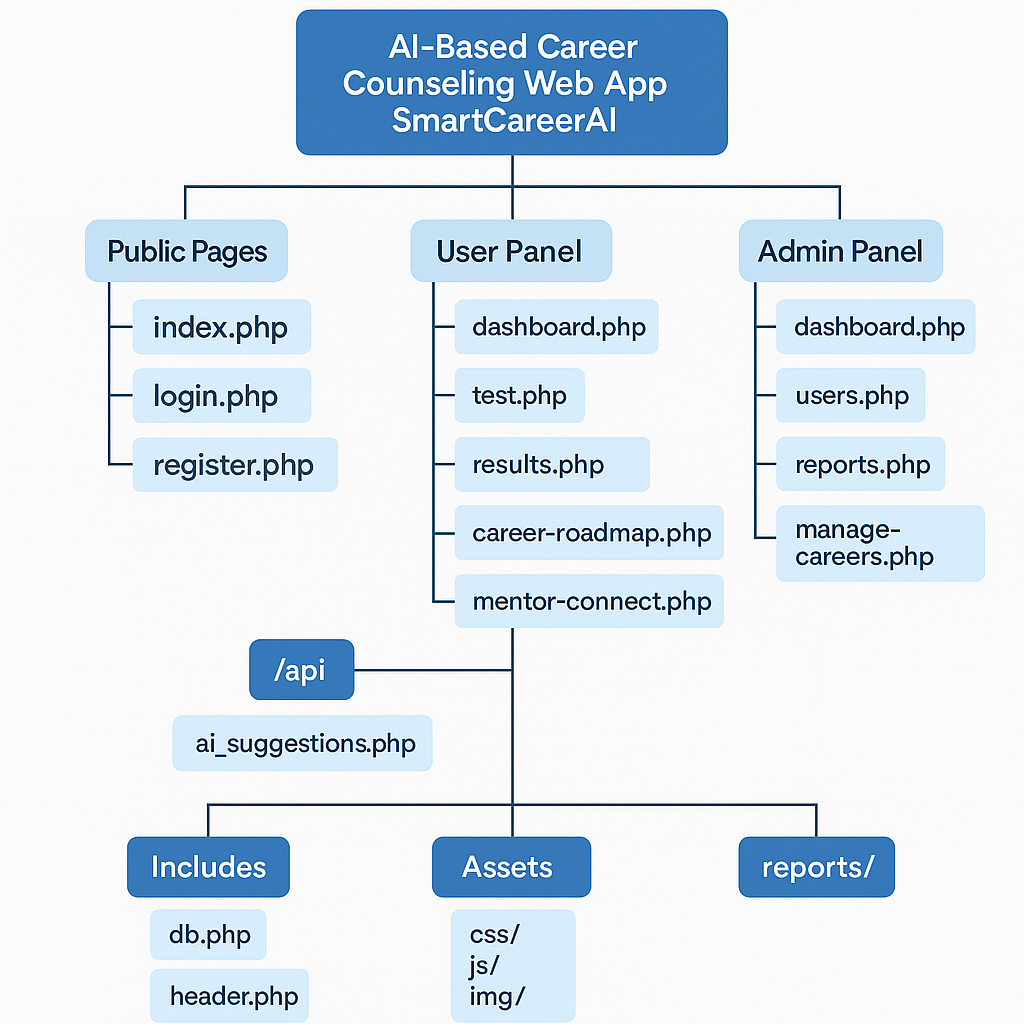 AI-Based Career
Counseling Web App
SmartCareerAI
Public Pages
index.php
login.php
register.php
User Panel
dashboard.php
test.php
results.php
career-roadmap.php
mentor-connect.php
Admin Panel
dashboard.php
users.php
reports.php
manage-
careers.php
/api
ai_suggestions.php
Includes
db.php
header.php
Assets
css/
js/
img/
reports/